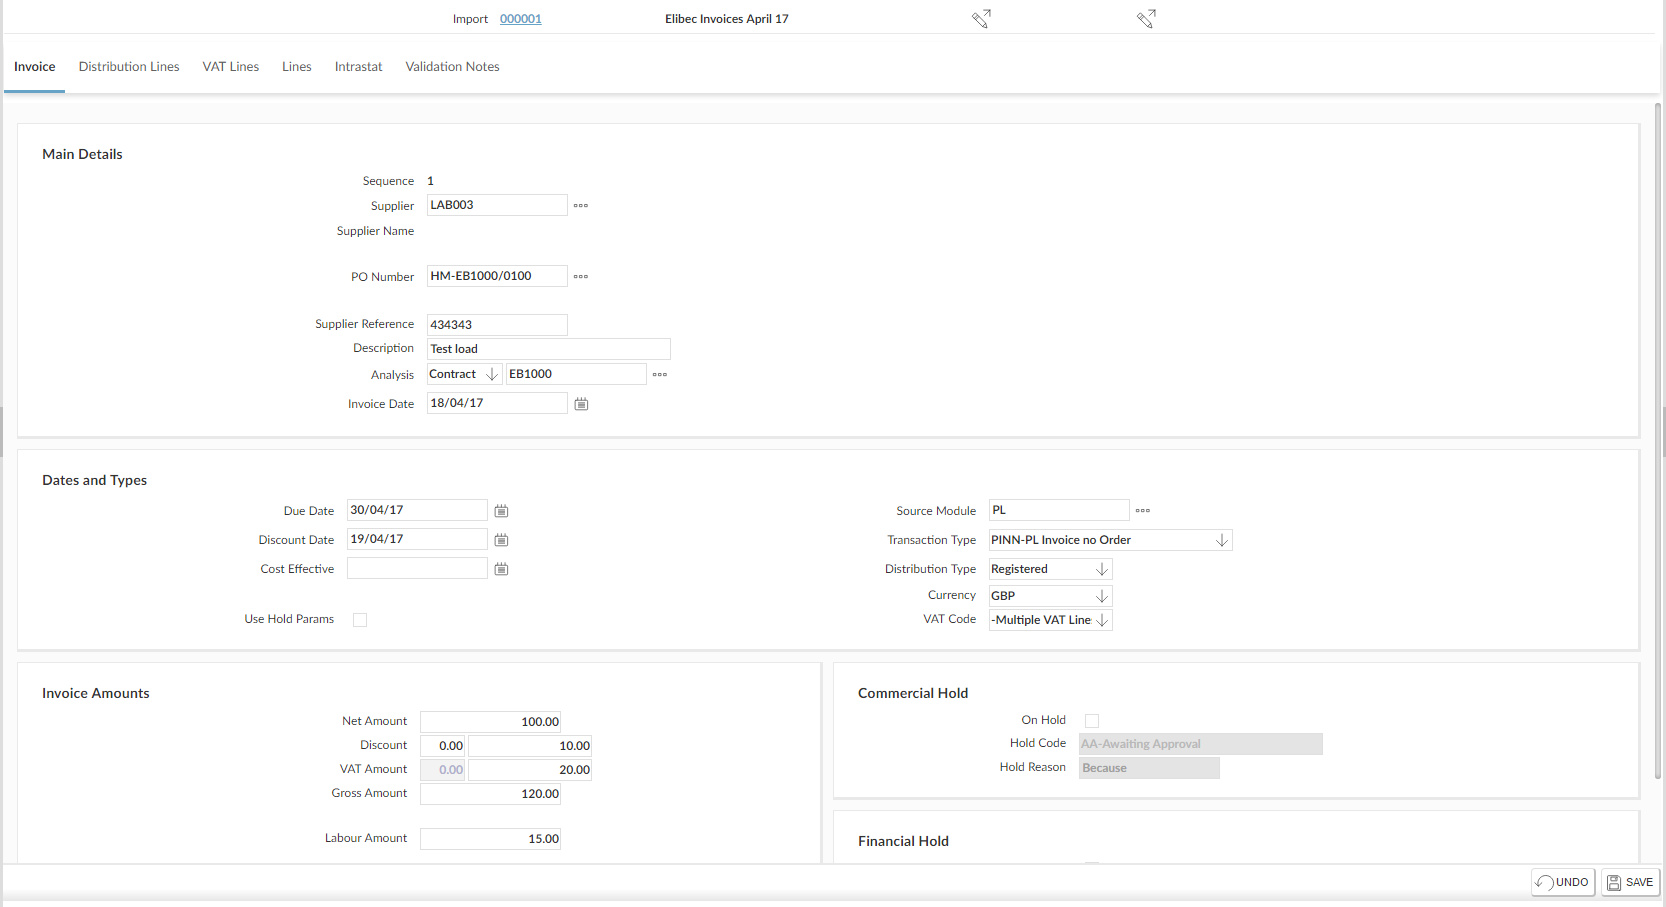 Import 000001 Elibec Invoices April 17
Invoice Distribution Lines VAT Lines Lines Intrastat Validation Notes
Main Details
Sequence 1
Supplier LAB003
Supplier Name
PO Number HM-EB1000/0100
Supplier Reference 434343
Description Test load
Analysis Contract EB1000
Invoice Date 18/04/17
Dates and Types
Due Date 30/04/17
Discount Date 19/04/17
Cost Effective
Use Hold Params
Source Module PL
Transaction Type PINN-PL Invoice no Order
Distribution Type Registered
Currency GBP
VAT Code -Multiple VAT Line
Invoice Amounts
Net Amount 100.00
Discount 0.00 10.00
VAT Amount 0.00 20.00
Gross Amount 120.00
Labour Amount 15.00
Commercial Hold
On Hold
Hold Code AA-Awaiting Approval
Hold Reason Because
Financial Hold
UNDO SAVE